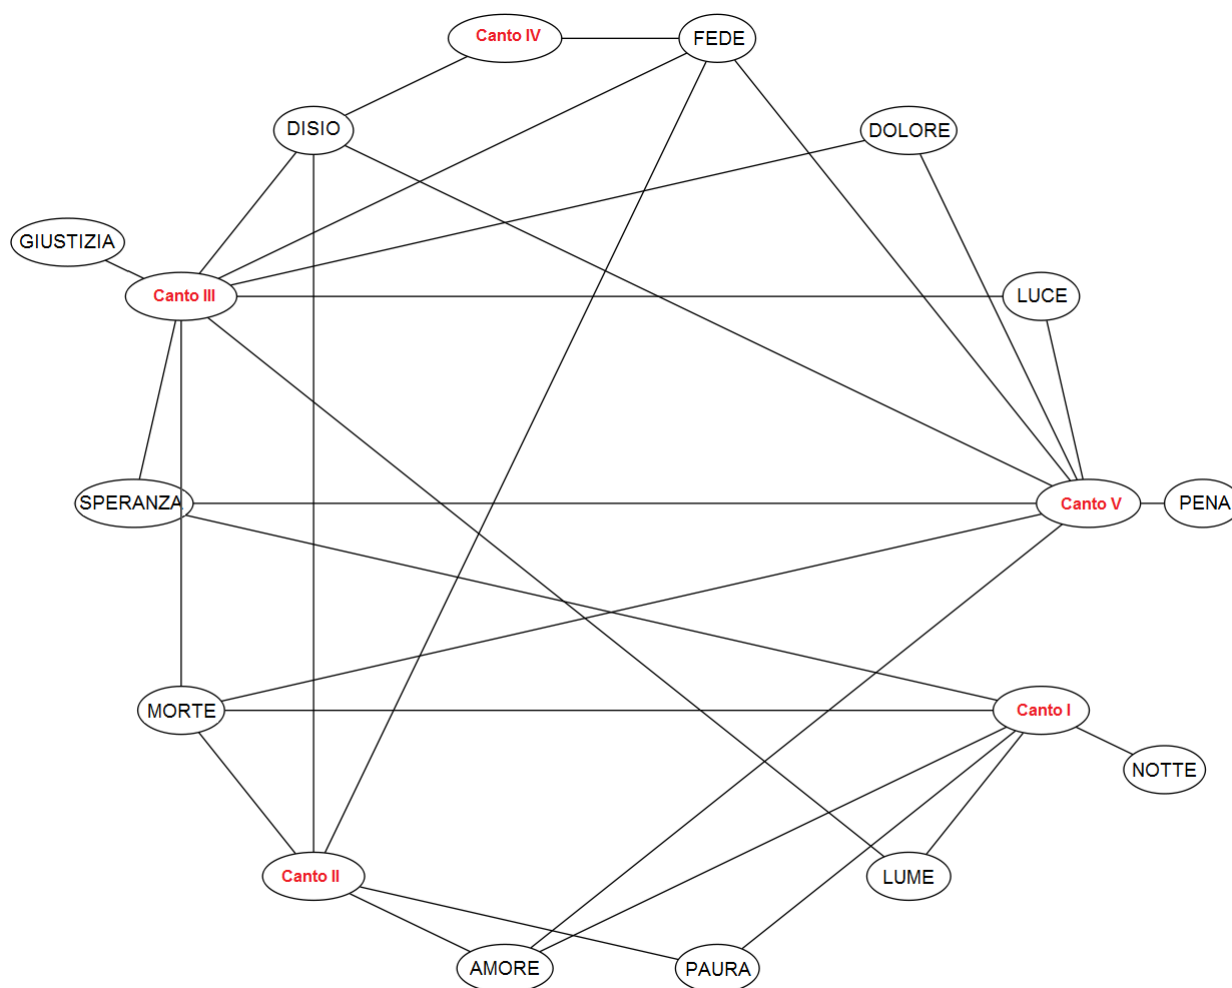 Canto IV
FEDE
DISIO
DOLORE
GIUSTIZIA
Canto III
LUCE
SPERANZA
Canto V
PENA
MORTE
Canto I
NOTTE
Canto II
LUME
AMORE
PAURA